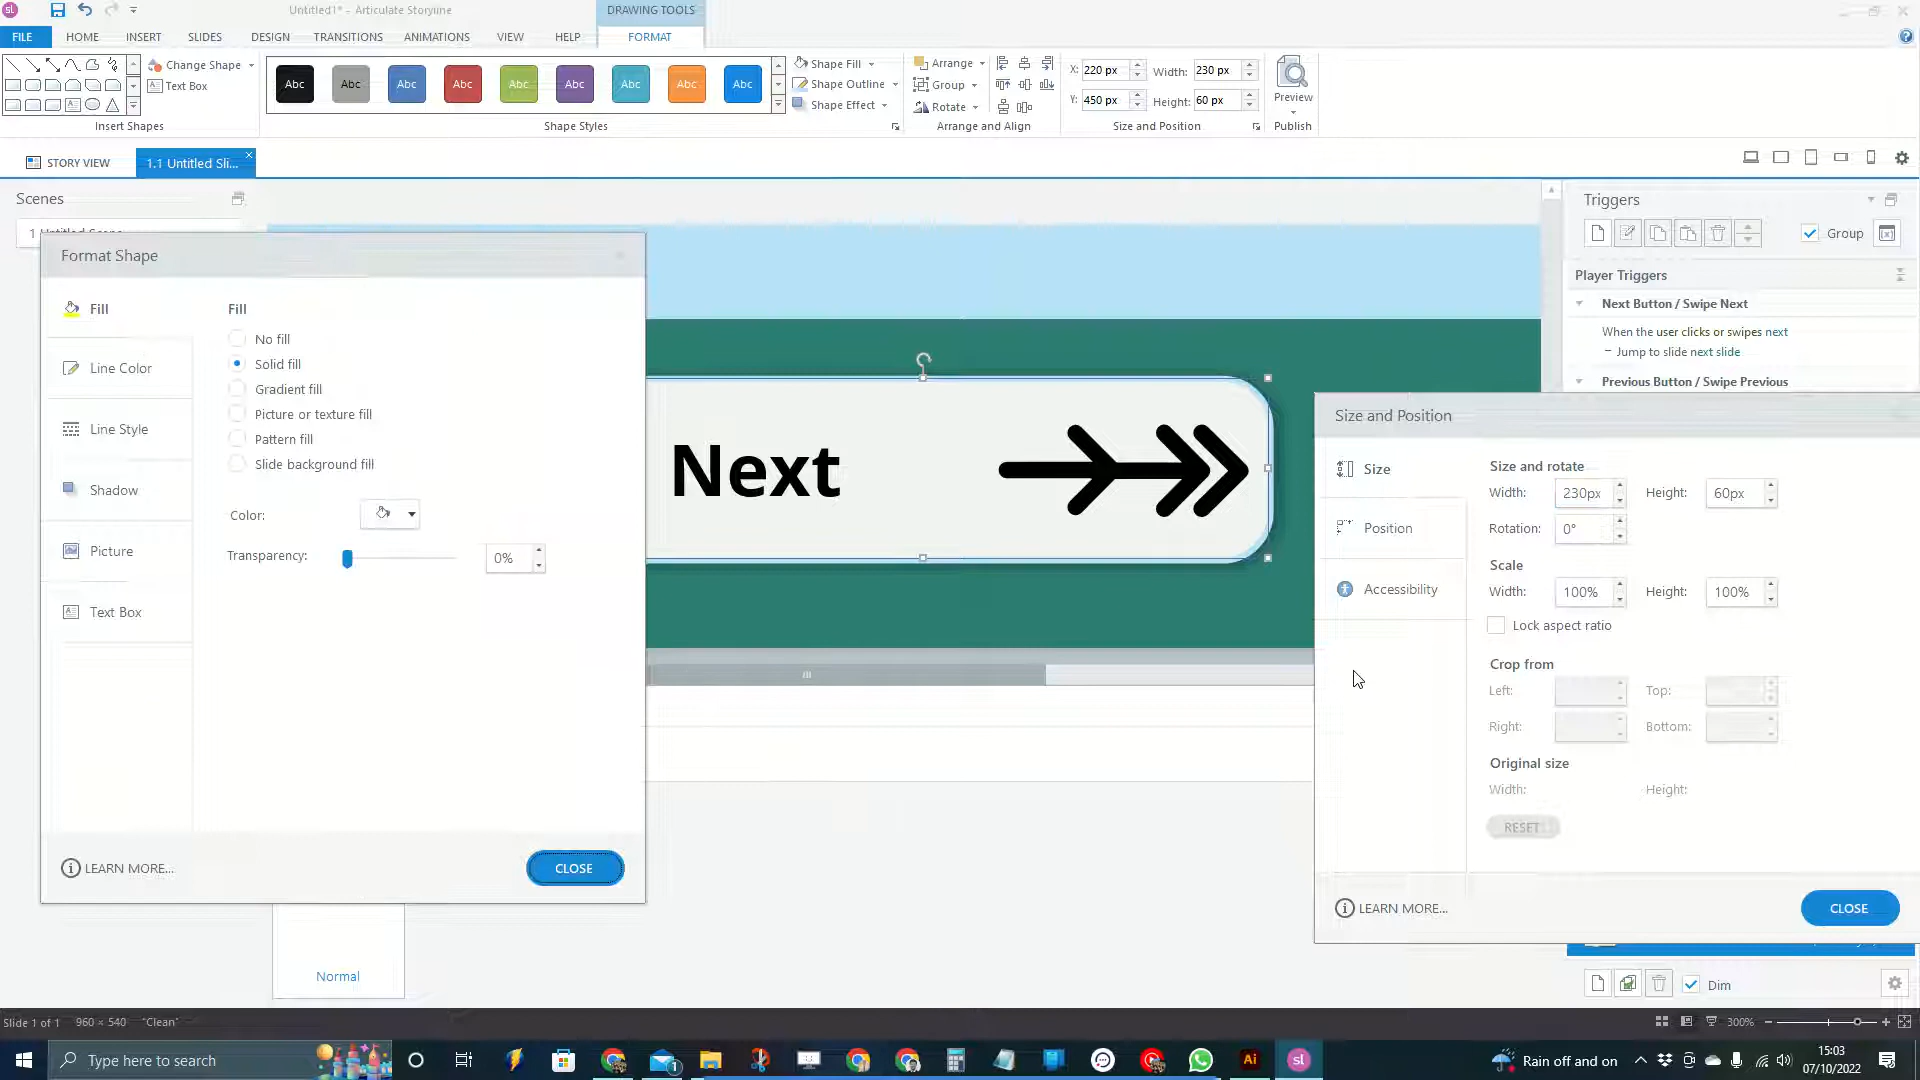 sl
Untitled1* - Articulate Storyline
DRAWING TOOLS
FILE HOME INSERT SLIDES DESIGN TRANSITIONS ANIMATIONS VIEW HELP FORMAT
Change Shape
Text Box
Insert Shapes
Abc Abc Abc Abc Abc Abc Abc Abc Abc
Shape Styles
Shape Fill
Shape Outline
Shape Effect
Arrange
Group
Rotate
Arrange and Align
X: 220 px Width: 230 px
Y: 450 px Height: 60 px
Size and Position
Preview
Publish
STORY VIEW
1.1 Untitled Sli...
Scenes
1 Untitled Scene
Triggers
Group
Player Triggers
Next Button / Swipe Next
When the user clicks or swipes next
Jump to slide next slide
Previous Button / Swipe Previous
Format Shape
Fill
Line Color
Line Style
Shadow
Picture
Text Box
Fill
No fill
Solid fill
Gradient fill
Picture or texture fill
Pattern fill
Slide background fill
Color:
Transparency: 0%
LEARN MORE...
CLOSE
Next
Size and Position
Size
Position
Accessibility
Size and rotate
Width: 230px Height: 60px
Rotation: 0°
Scale
Width: 100% Height: 100%
Lock aspect ratio
Crop from
Left: Top:
Right: Bottom:
Original size
Width: Height:
RESET
LEARN MORE...
CLOSE
Normal
Dim
Slide 1 of 1 960 × 540 "Clean"
300%
Type here to search
1
Ai
sl
Rain off and on
15:03
07/10/2022